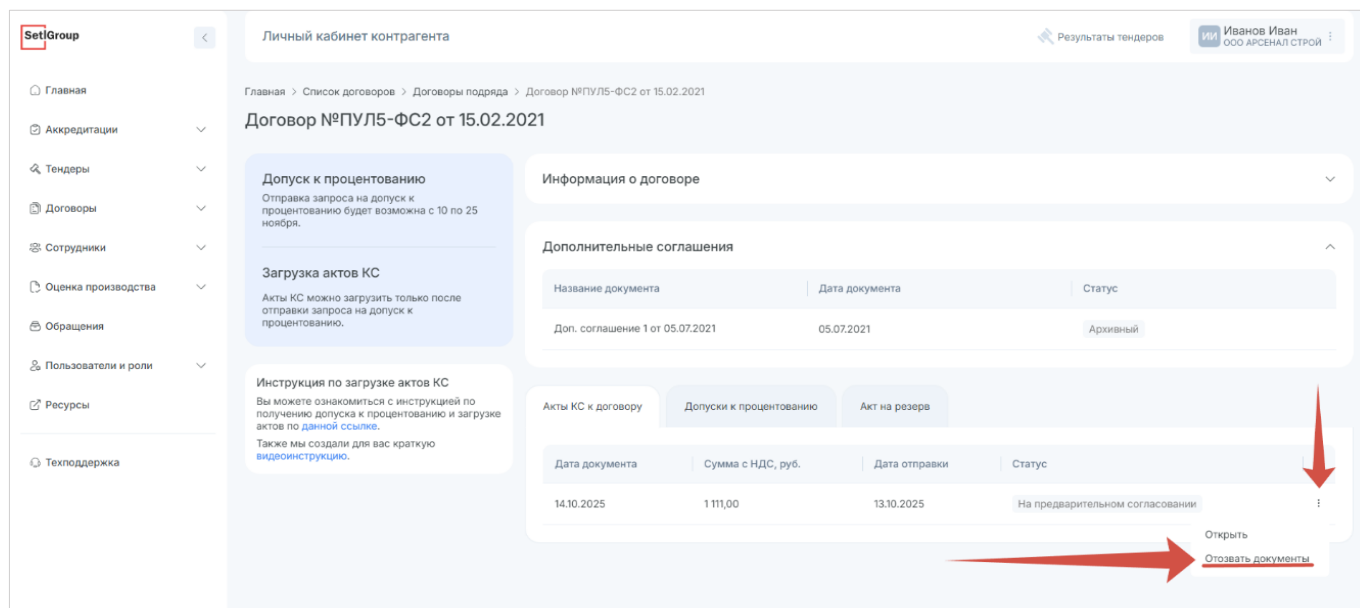 SetlGroup
Личный кабинет контрагента
Результаты тендеров
ИИ
Иванов Иван
ООО АРСЕНАЛ СТРОЙ
Главная
Аккредитации
Тендеры
Договоры
Сотрудники
Оценка производства
Обращения
Пользователи и роли
Ресурсы
Техподдержка
Главная > Список договоров > Договоры подряда > Договор №ПУЛ5-ФС2 от 15.02.2021
Договор №ПУЛ5-ФС2 от 15.02.2021
Допуск к процентованию
Отправка запроса на допуск к
процентованию будет возможна с 10 по 25
ноября.
Загрузка актов КС
Акты КС можно загрузить только после
отправки запроса на допуск к
процентованию.
Инструкция по загрузке актов КС
Вы можете ознакомиться с инструкцией по
получению допуска к процентованию и загрузке
актов по данной ссылке.
Также мы создали для вас краткую
видеоинструкцию.
Информация о договоре
Дополнительные соглашения
Название документа Дата документа Статус
Доп. соглашение 1 от 05.07.2021 05.07.2021 Архивный
Акты КС к договору Допуски к процентованию Акт на резерв
Дата документа Сумма с НДС, руб. Дата отправки Статус
14.10.2025 1 111,00 13.10.2025 На предварительном согласовании
Открыть
Отозвать документы